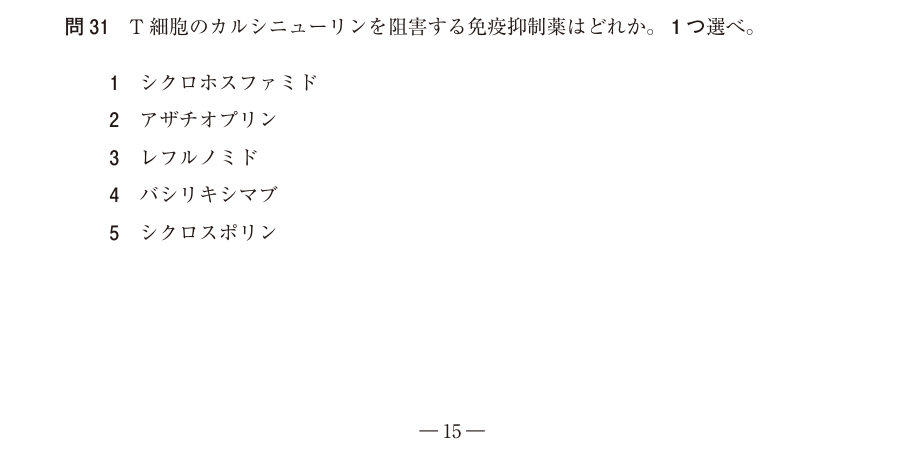 問31 T細胞のカルシニューリンを阻害する免疫抑制薬はどれか。1つ選べ。
1 シクロホスファミド
2 アザチオプリン
3 レフルノミド
4 バシリキシマブ
5 シクロスポリン
― 15 ―